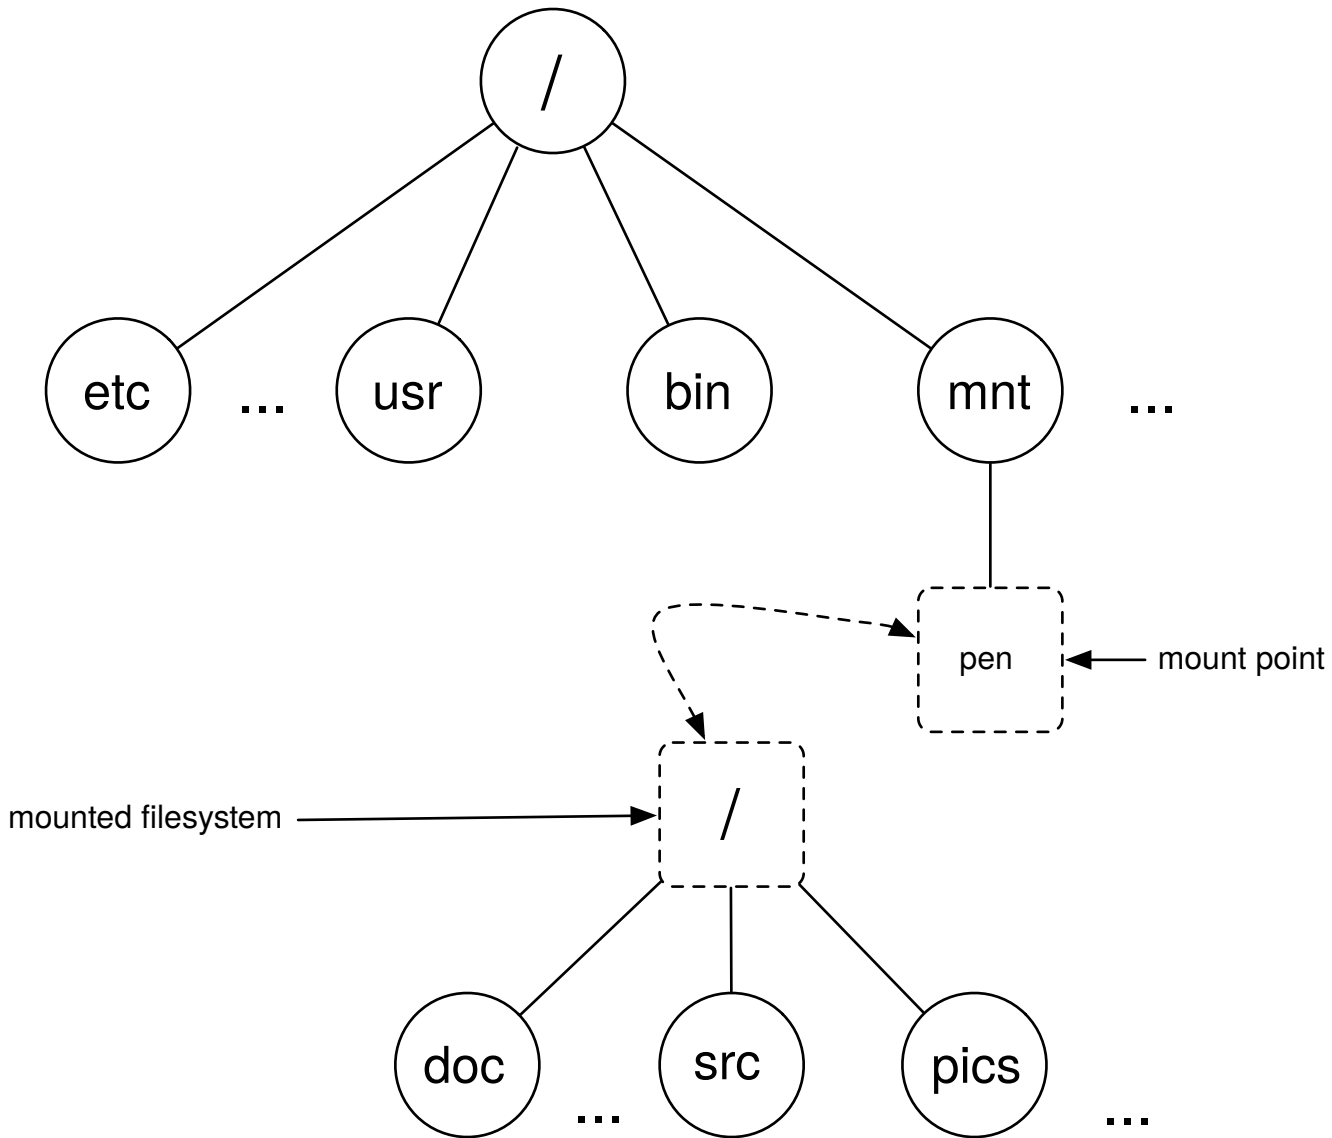 /
etc ... usr bin mnt ...
pen
mount point
/
mounted filesystem
doc ... src pics ...